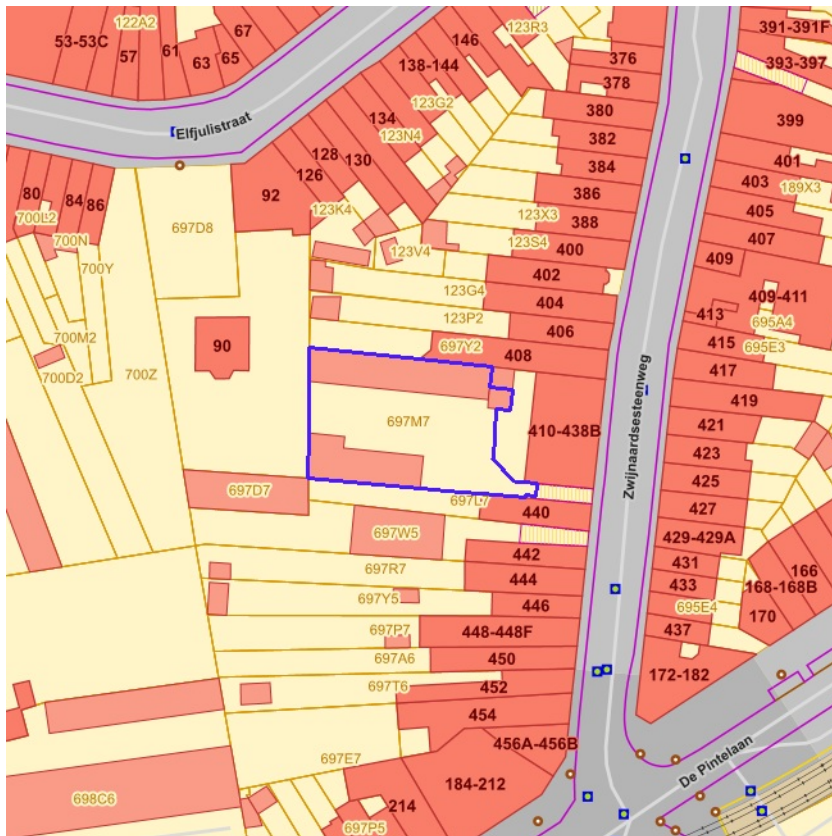 122A2
53-53C
57
61
63
65
67
146
123R3
376
378
391-391F
393-397
138-144
123G2
134
123N4
380
382
384
386
388
400
399
Elfjulistraat
128
130
126
92
123K4
123X3
123S4
123V4
401
403
189X3
405
407
80
84
86
700L2
700N
700Y
697D8
409
409-411
402
404
406
408
123G4
123P2
697Y2
413
695A4
415
695E3
417
700M2
700D2
700Z
90
419
421
423
425
427
429-429A
697M7
410-438B
Zwijnaardsesteenweg
697D7
697L7
440
697W5
442
697R7
444
697Y5
446
431
433
695E4
437
166
168-168B
170
697P7
448-448F
697A6
450
172-182
697T6
452
454
456A-456B
697E7
De Pintelaan
698C6
184-212
214
697P5